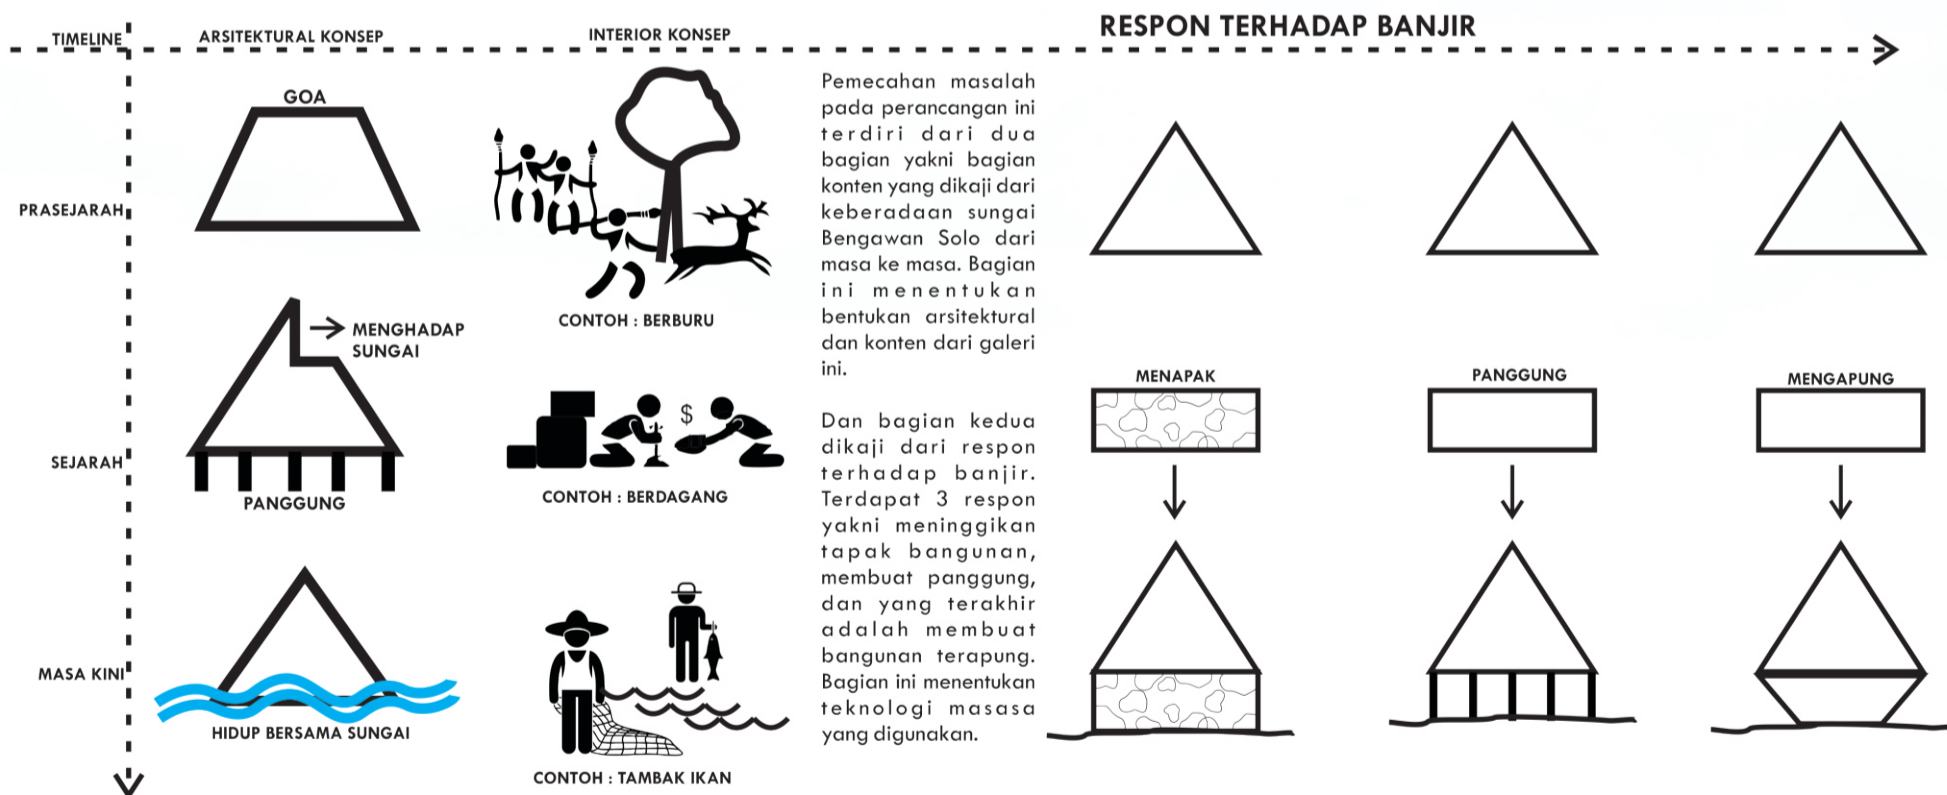 TIMELINE
ARSITEKTURAL KONSEP
INTERIOR KONSEP
RESPON TERHADAP BANJIR
PRASEJARAH
GOA
CONTOH : BERBURU
SEJARAH
MENGHADAP
SUNGAI
PANGGUNG
$
CONTOH : BERDAGANG
MASA KINI
HIDUP BERSAMA SUNGAI
CONTOH : TAMBAK IKAN
Pemecahan masalah
pada perancangan ini
terdiri dari dua
bagian yakni bagian
konten yang dikaji dari
keberadaan sungai
Bengawan Solo dari
masa ke masa. Bagian
ini menentukan
bentukan arsitektural
dan konten dari galeri
ini.
Dan bagian kedua
dikaji dari respon
terhadap banjir.
Terdapat 3 respon
yakni meninggikan
tapak bangunan,
membuat panggung,
dan yang terakhir
adalah membuat
bangunan terapung.
Bagian ini menentukan
teknologi masasa
yang digunakan.
MENAPAK
PANGGUNG
MENGAPUNG